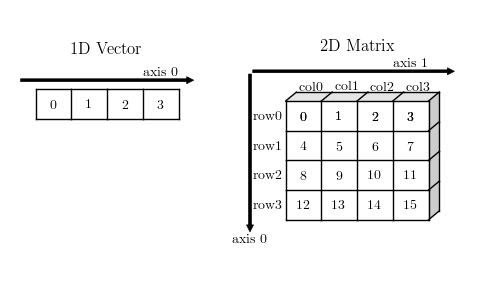 1D Vector
axis 0
0 1 2 3
2D Matrix
axis 1
col0 col1 col2 col3
row0 0 1 2 3
row1 4 5 6 7
row2 8 9 10 11
row3 12 13 14 15
axis 0